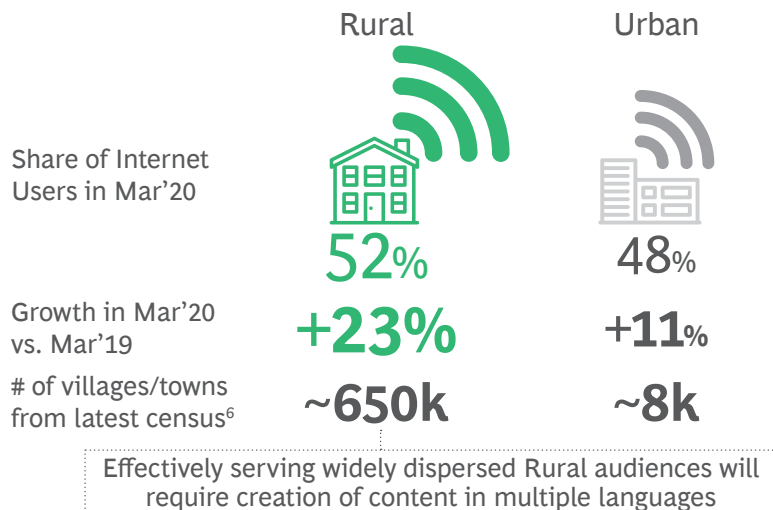 Rural Urban
Share of Internet
Users in Mar’20
52% 48%
Growth in Mar’20
vs. Mar’19
+23% +11%
# of villages/towns
from latest census⁶
~650k ~8k
Effectively serving widely dispersed Rural audiences will
require creation of content in multiple languages